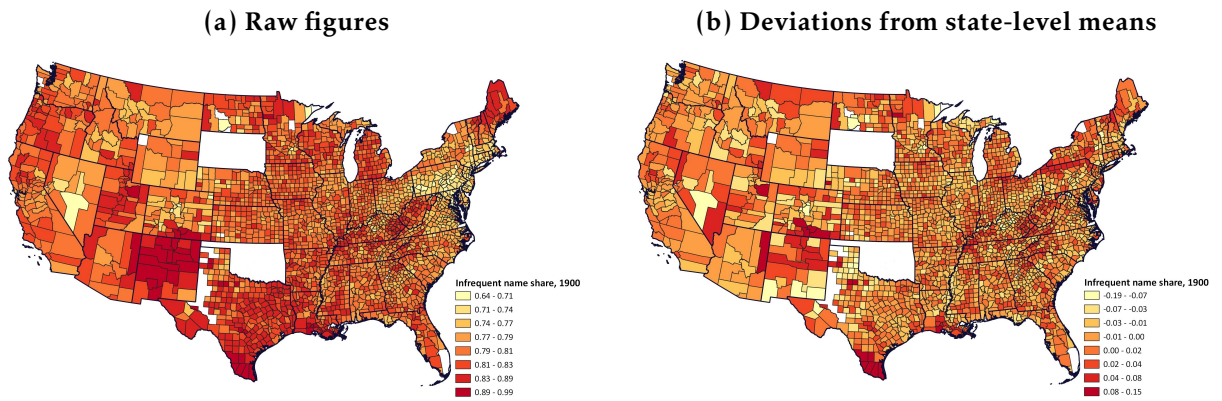 (a) Raw figures
(b) Deviations from state-level means
Infrequent name share, 1900
0.64 - 0.71
0.71 - 0.74
0.74 - 0.77
0.77 - 0.79
0.79 - 0.81
0.81 - 0.83
0.83 - 0.89
0.89 - 0.99
Infrequent name share, 1900
-0.19 - -0.07
-0.07 - -0.03
-0.03 - -0.01
-0.01 - 0.00
0.00 - 0.02
0.02 - 0.04
0.04 - 0.08
0.08 - 0.15